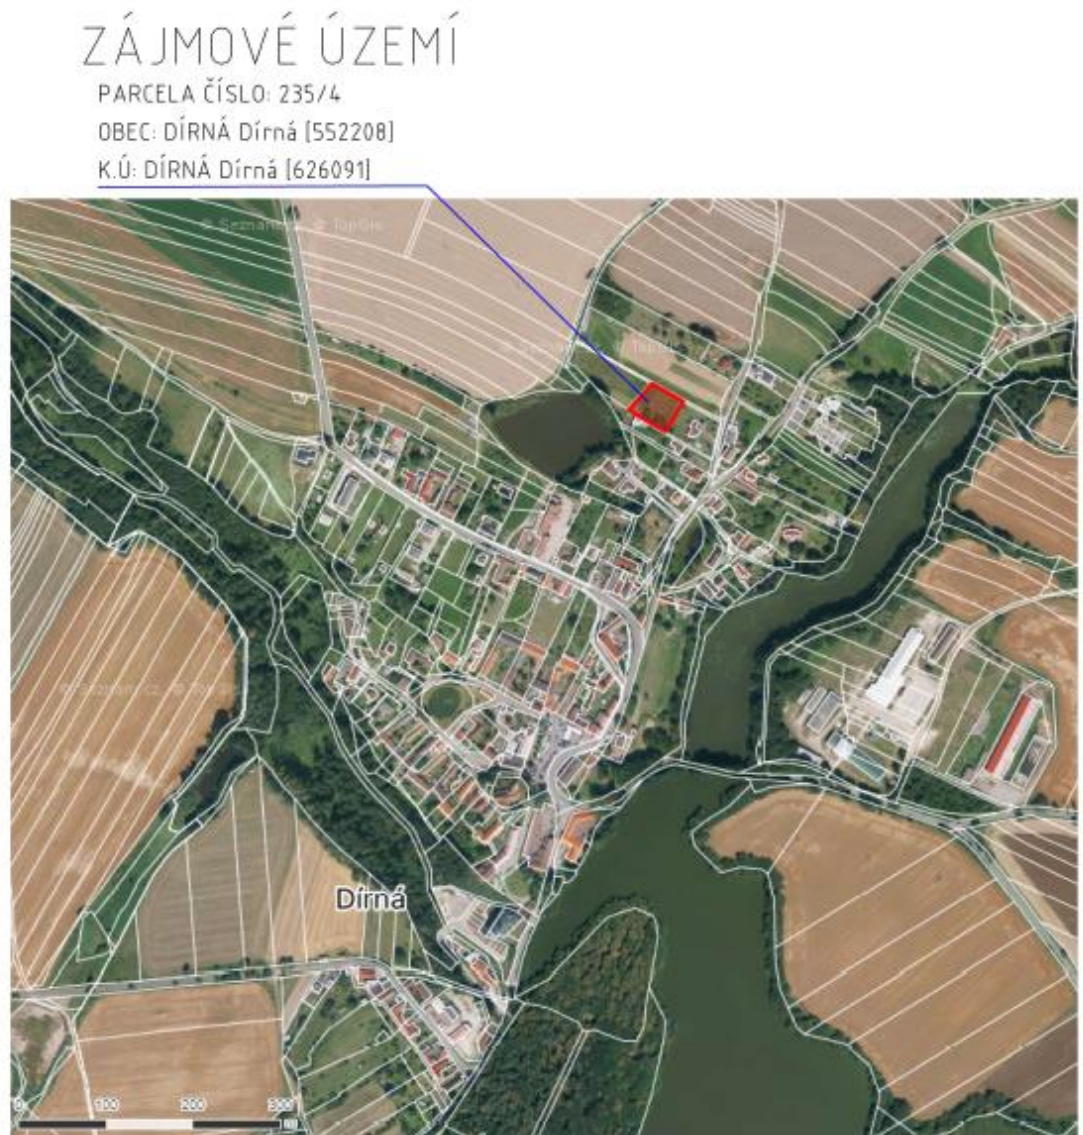 ZÁJMOVÉ ÚZEMÍ
PARCELA ČÍSLO: 235/4
OBEC: DÍRNÁ Dírná [552208]
K.Ú: DÍRNÁ Dírná [626091]
Dírná
0 100 200 300